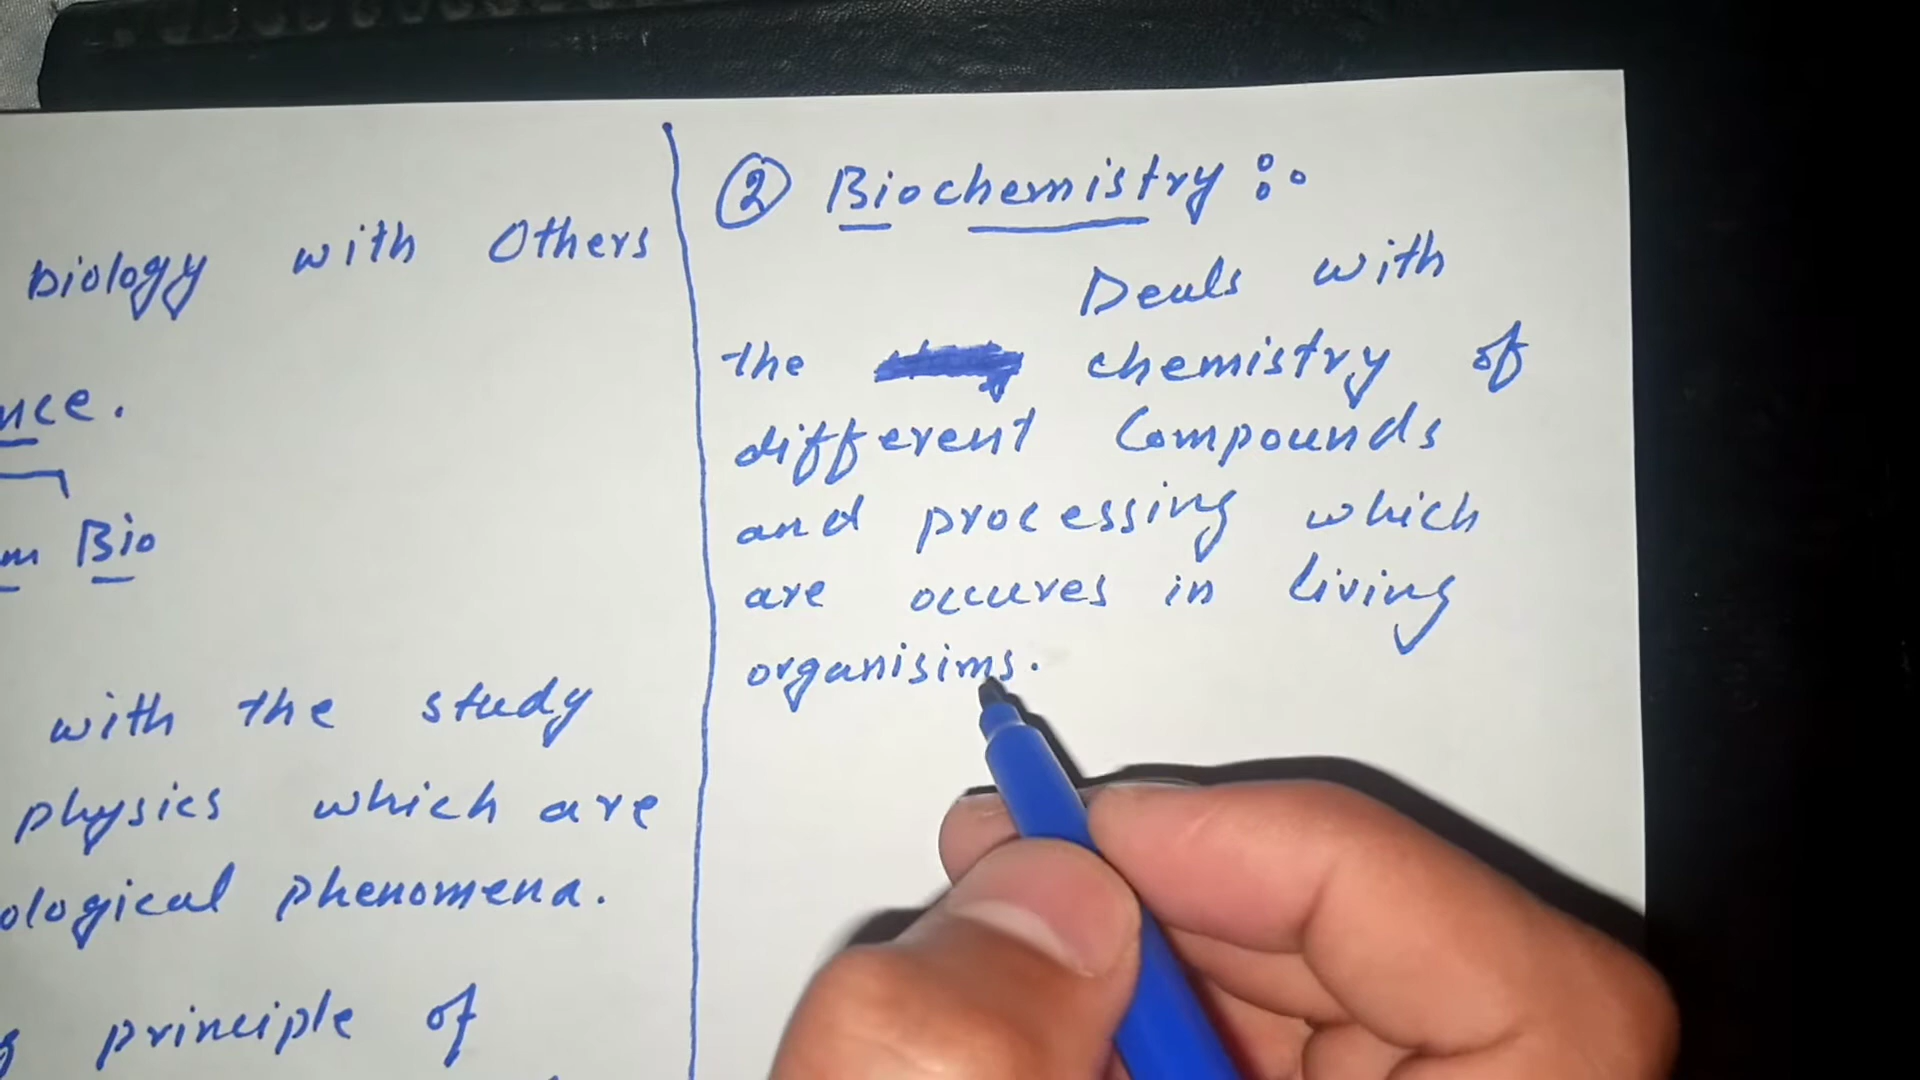 Biology with Others
nce.
m Bio
with the study
physics which are
ological phenomena.
g principle of
② Biochemistry :-
Deals with
the chemistry of
different Compounds
and processing which
are occures in living
organisims.